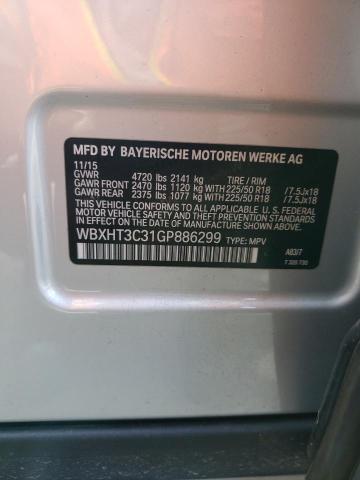 MFD BY BAYERISCHE MOTOREN WERKE AG
11/15
GVWR 4720 lbs 2141 kg TIRE / RIM
GAWR FRONT 2470 lbs 1120 kg WITH 225/50 R18 /7.5Jx18
GAWR REAR 2375 lbs 1077 kg WITH 225/50 R18 /7.5Jx18
THIS VEHICLE CONFORMS TO ALL APPLICABLE U.S. FEDERAL
MOTOR VEHICLE SAFETY, BUMPER, AND THEFT PREVENTION
STANDARDS IN EFFECT ON THE DATE OF MANUFACTURE SHOWN ABOVE.
WBXHT3C31GP886299 TYPE: MPV
A83/7